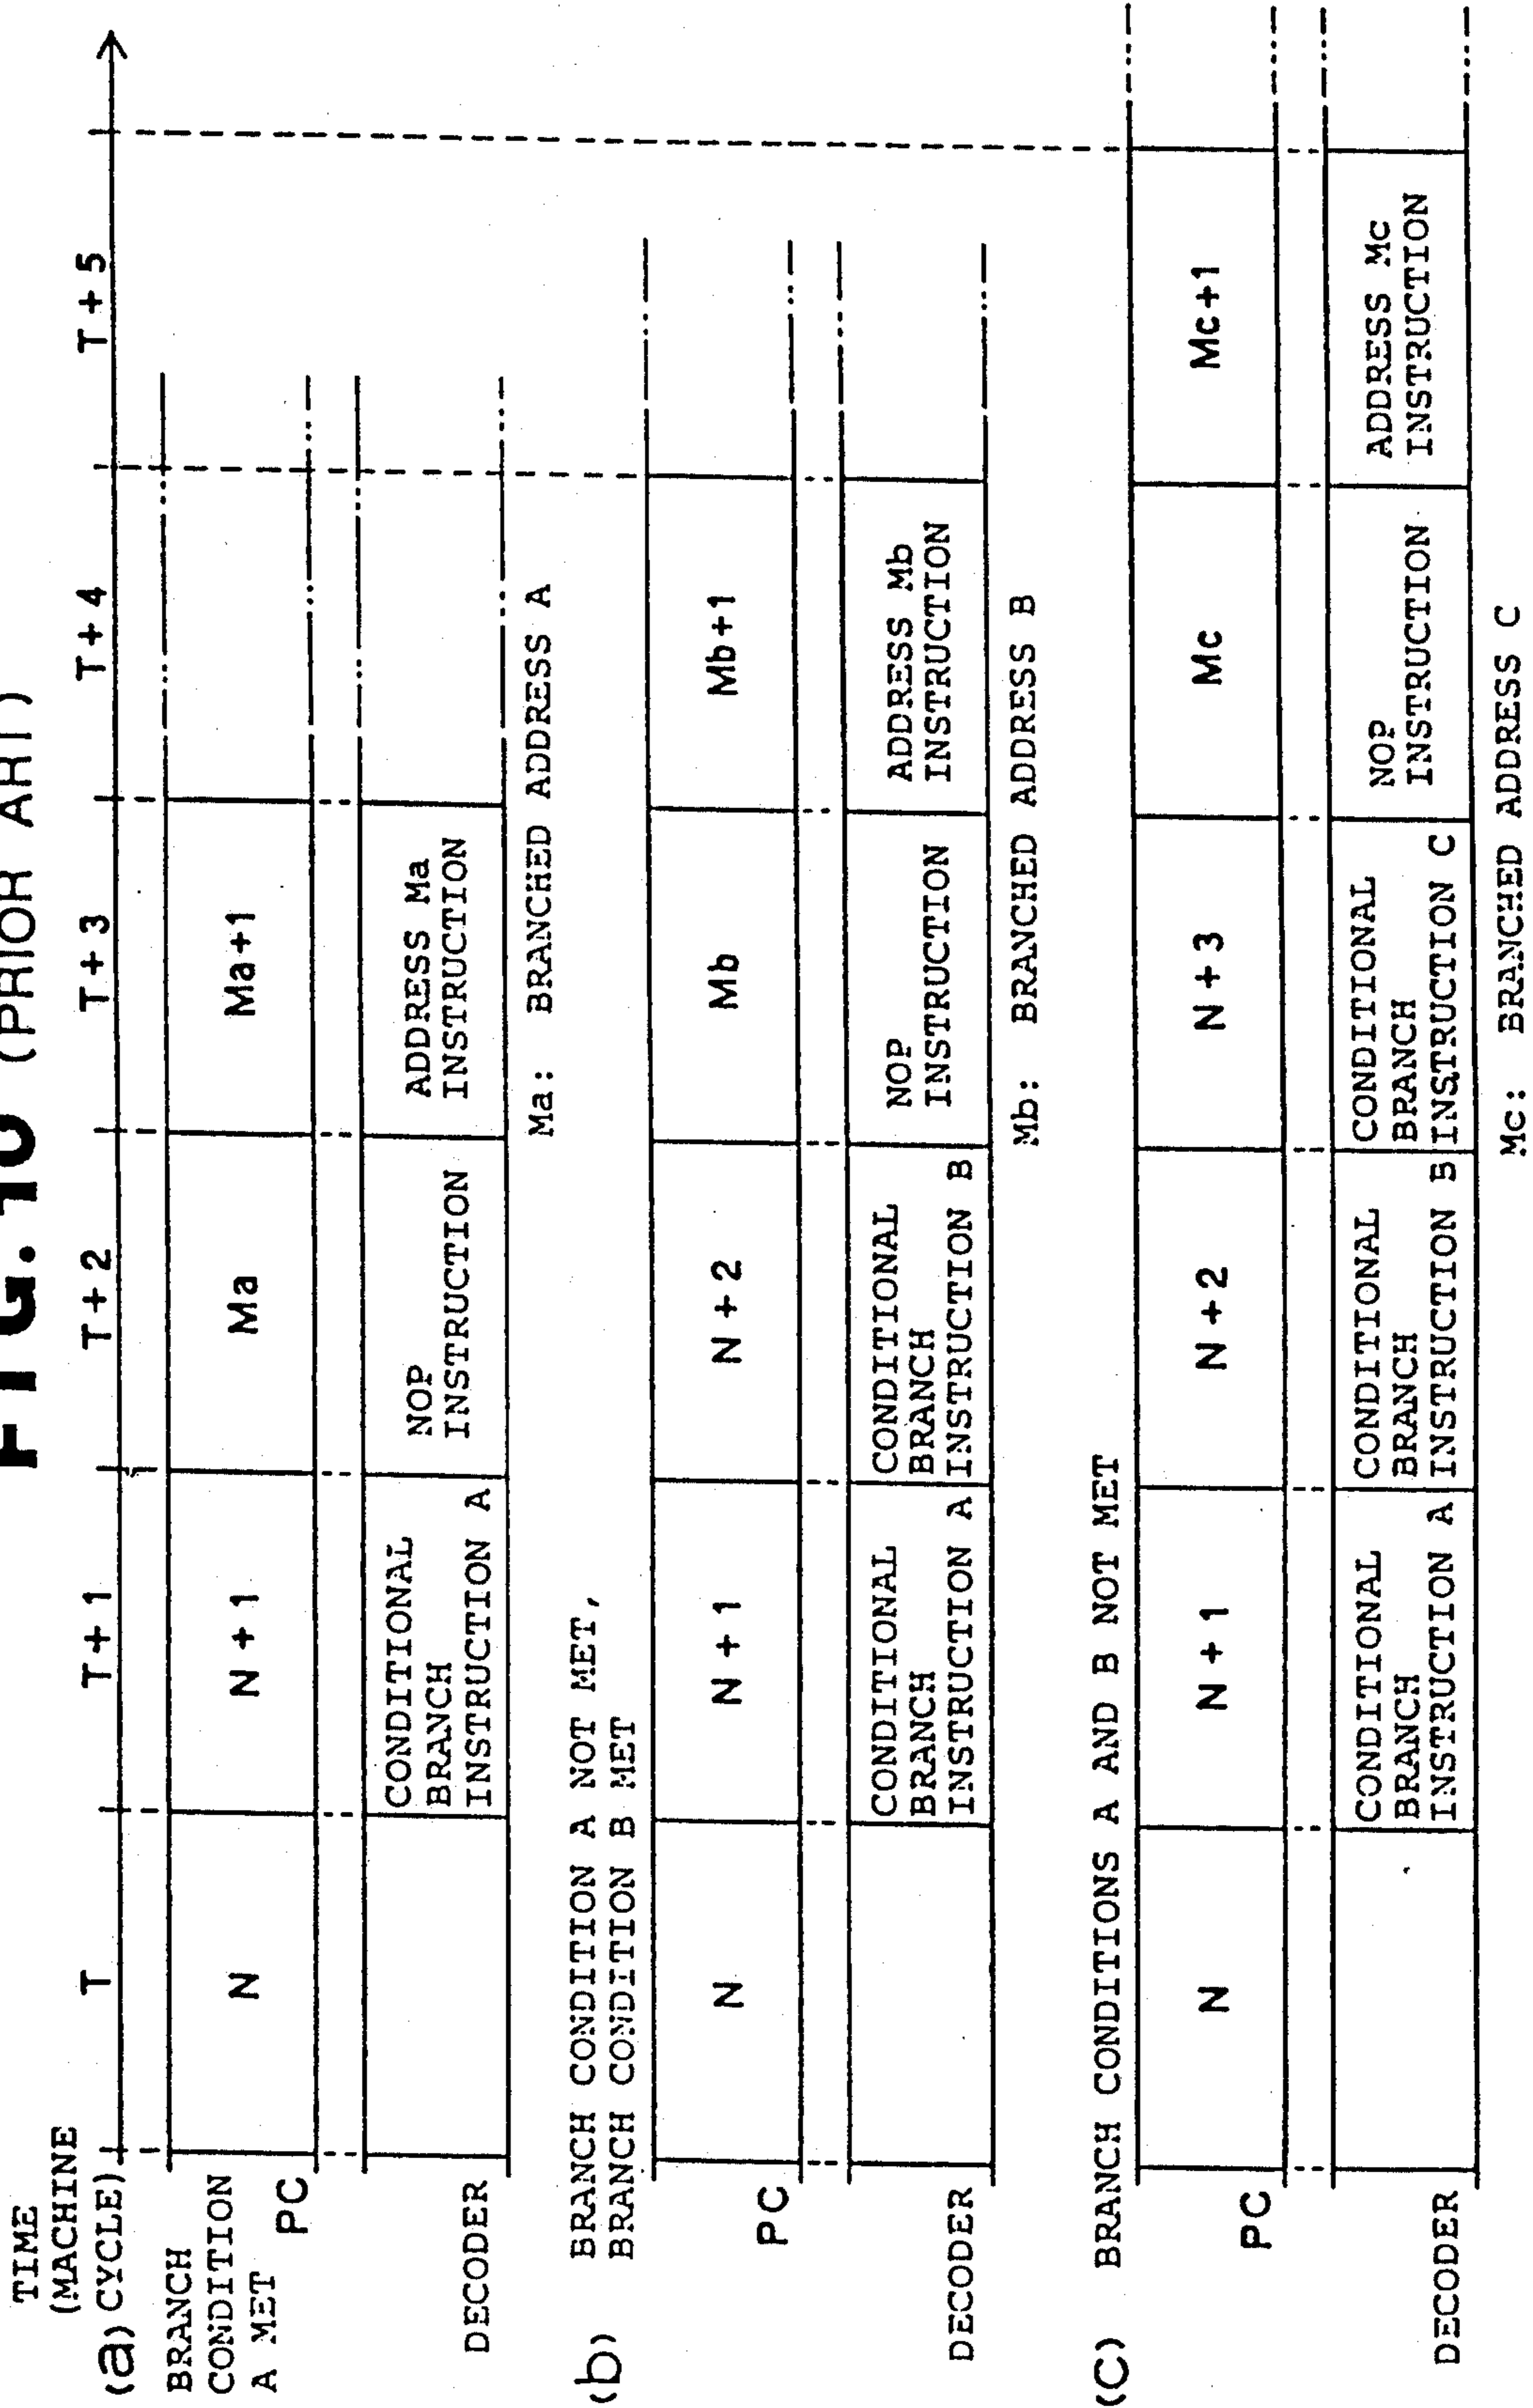 FIG.10 (PRIOR ART)
TIME
(MACHINE
CYCLE)
T
T+1
T+2
T+3
T+4
T+5
(a)
BRANCH
CONDITION
A MET
PC
N
N+1
Ma
Ma+1
DECODER
CONDITIONAL
BRANCH
INSTRUCTION A
NOP
INSTRUCTION
ADDRESS Ma
INSTRUCTION
Ma: BRANCHED ADDRESS A
(b)
BRANCH CONDITION A NOT MET,
BRANCH CONDITION B MET
PC
N
N+1
N+2
Mb
Mb+1
DECODER
CONDITIONAL
BRANCH
INSTRUCTION A
CONDITIONAL
BRANCH
INSTRUCTION B
NOP
INSTRUCTION
ADDRESS Mb
INSTRUCTION
Mb: BRANCHED ADDRESS B
(C)
BRANCH CONDITIONS A AND B NOT MET
PC
N
N+1
N+2
N+3
Mc
Mc+1
DECODER
CONDITIONAL
BRANCH
INSTRUCTION A
CONDITIONAL
BRANCH
INSTRUCTION B
CONDITIONAL
BRANCH
INSTRUCTION C
NOP
INSTRUCTION
ADDRESS Mc
INSTRUCTION
Mc: BRANCHED ADDRESS C